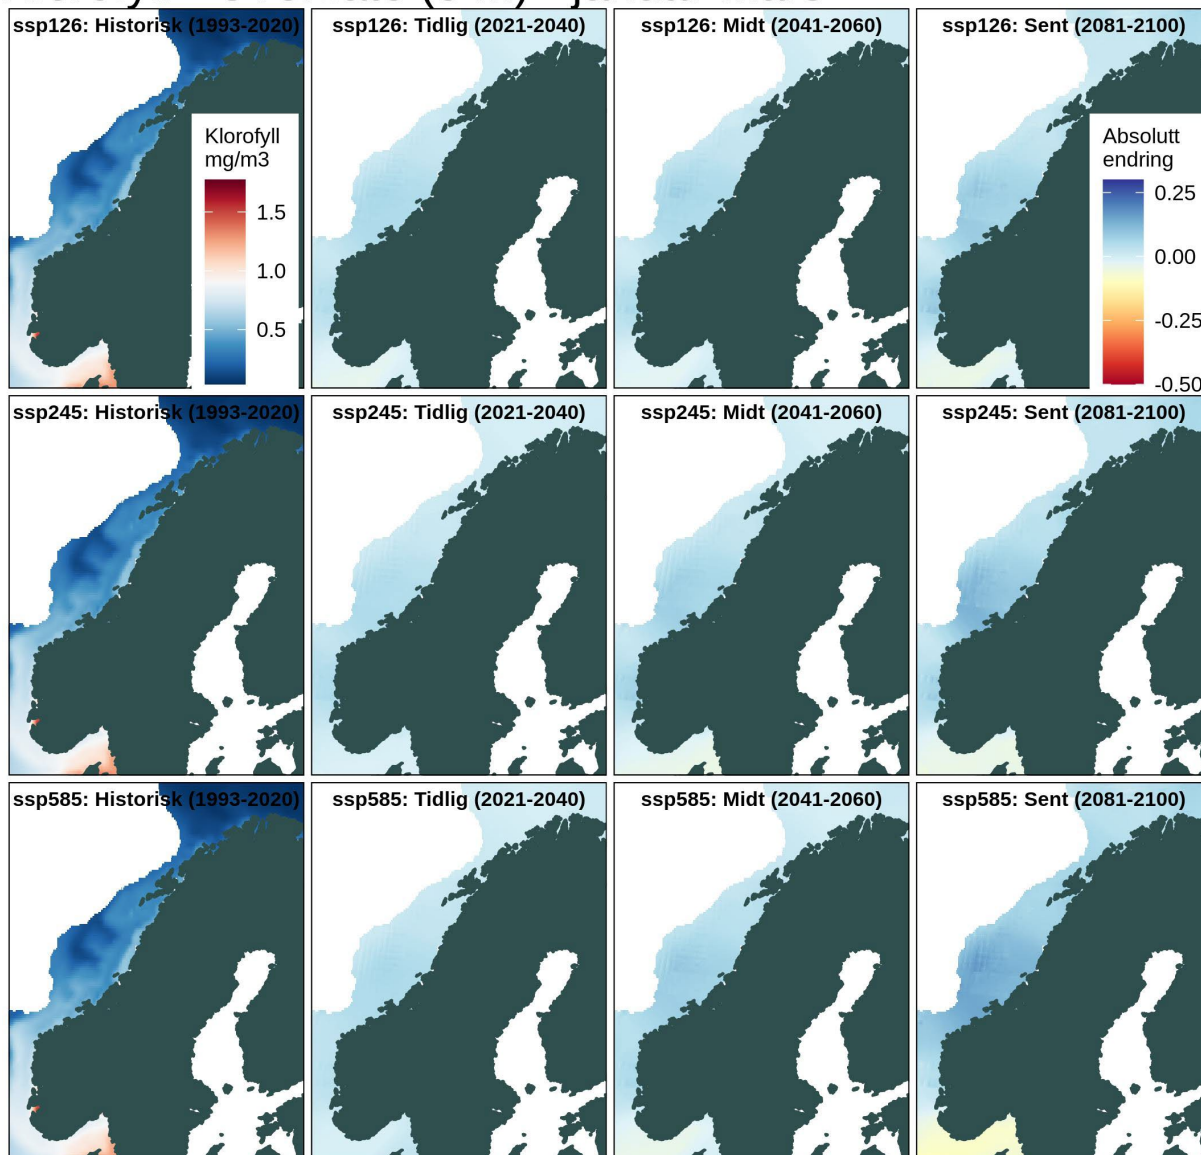 ssp126: Historisk (1993-2020)
ssp126: Tidlig (2021-2040)
ssp126: Midt (2041-2060)
ssp126: Sent (2081-2100)
Klorofyll
mg/m3
1.5
1.0
0.5
Absolutt
endring
0.25
0.00
-0.25
-0.50
ssp245: Historisk (1993-2020)
ssp245: Tidlig (2021-2040)
ssp245: Midt (2041-2060)
ssp245: Sent (2081-2100)
ssp585: Historisk (1993-2020)
ssp585: Tidlig (2021-2040)
ssp585: Midt (2041-2060)
ssp585: Sent (2081-2100)